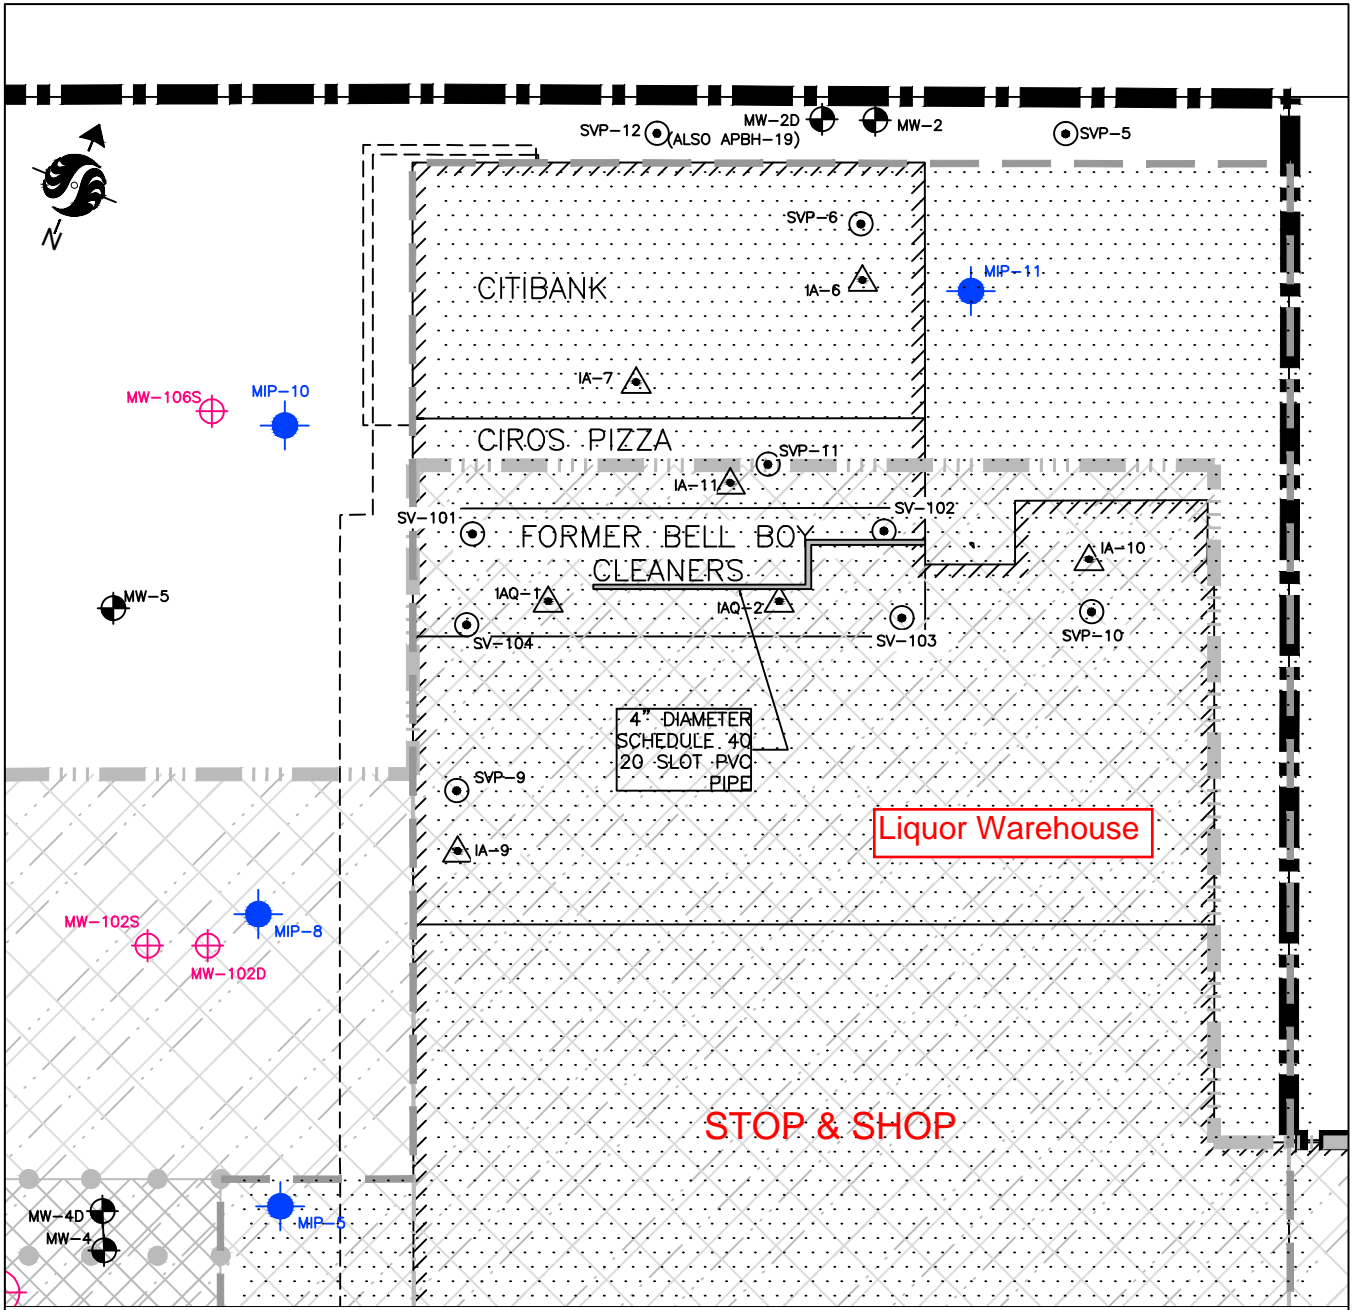 MW-2D
SVP-12
(ALSO APBH-19)
MW-2
SVP-5
N
SVP-6
MIP-11
CITIBANK
IA-6
IA-7
MIP-10
MW-106S
CIROS PIZZA
SVP-11
IA-11
SV-101
SV-102
FORMER BELL BOY
CLEANERS
IA-10
MW-5
IAQ-1
IAQ-2
SV-104
SV-103
SVP-10
4" DIAMETER
SCHEDULE 40
20 SLOT PVC
PIPE
SVP-9
Liquor Warehouse
IA-9
MW-102S
MIP-8
MW-102D
STOP & SHOP
MW-4D
MIP-5
MW-4